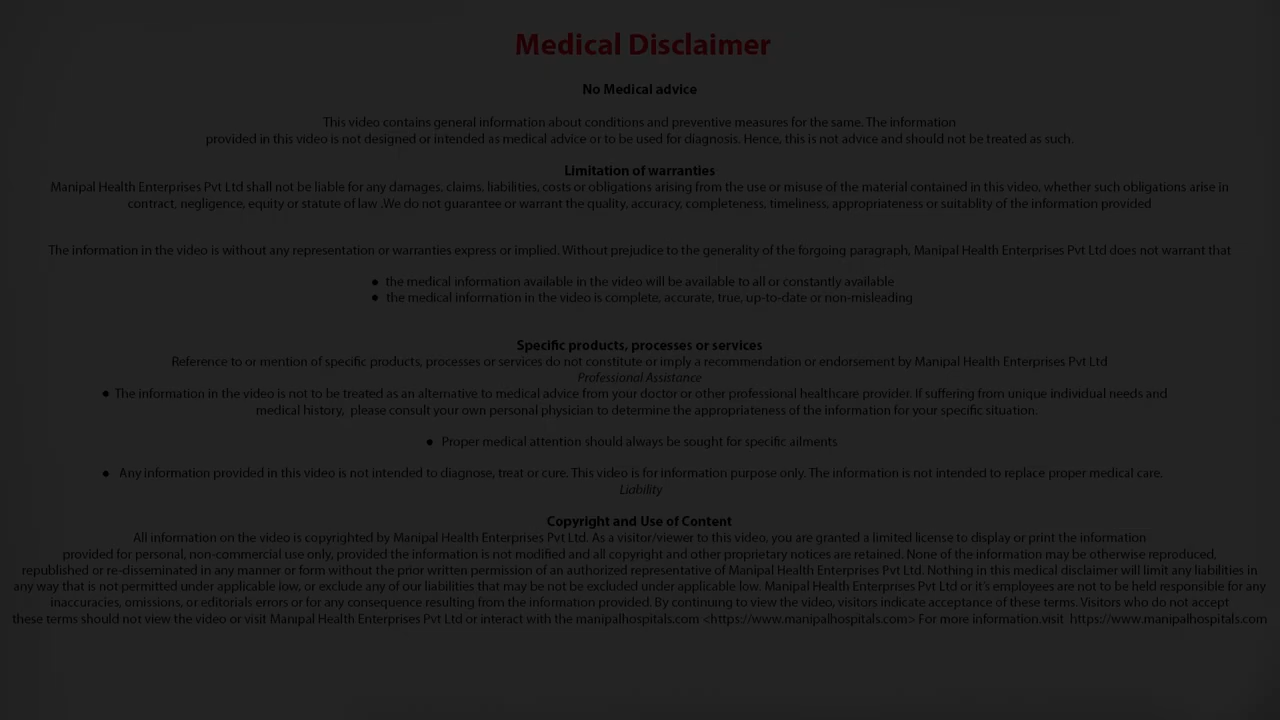 Medical Disclaimer
No Medical advice
This video contains general information about conditions and preventive measures for the same. The information
provided in this video is not designed or intended as medical advice or to be used for diagnosis. Hence, this is not advice and should not be treated as such.
Limitation of warranties
Manipal Health Enterprises Pvt Ltd shall not be liable for any damages, claims, liabilities, costs or obligations arising from the use or misuse of the material contained in this video, whether such obligations arise in
contract, negligence, equity or statute of law .We do not guarantee or warrant the quality, accuracy, completeness, timeliness, appropriateness or suitablity of the information provided
The information in the video is without any representation or warranties express or implied. Without prejudice to the generality of the forgoing paragraph, Manipal Health Enterprises Pvt Ltd does not warrant that
● the medical information available in the video will be available to all or constantly available
● the medical information in the video is complete, accurate, true, up-to-date or non-misleading
Specific products, processes or services
Reference to or mention of specific products, processes or services do not constitute or imply a recommendation or endorsement by Manipal Health Enterprises Pvt Ltd
Professional Assistance
● The information in the video is not to be treated as an alternative to medical advice from your doctor or other professional healthcare provider. If suffering from unique individual needs and
medical history, please consult your own personal physician to determine the appropriateness of the information for your specific situation.
● Proper medical attention should always be sought for specific ailments
● Any information provided in this video is not intended to diagnose, treat or cure. This video is for information purpose only. The information is not intended to replace proper medical care.
Liability
Copyright and Use of Content
All information on the video is copyrighted by Manipal Health Enterprises Pvt Ltd. As a visitor/viewer to this video, you are granted a limited license to display or print the information
provided for personal, non-commercial use only, provided the information is not modified and all copyright and other proprietary notices are retained. None of the information may be otherwise reproduced,
republished or re-disseminated in any manner or form without the prior written permission of an authorized representative of Manipal Health Enterprises Pvt Ltd. Nothing in this medical disclaimer will limit any liabilities in
any way that is not permitted under applicable low, or exclude any of our liabilities that may be not be excluded under applicable low. Manipal Health Enterprises Pvt Ltd or it's employees are not to be held responsible for any
inaccuracies, omissions, or editorials errors or for any consequence resulting from the information provided. By continuing to view the video, visitors indicate acceptance of these terms. Visitors who do not accept
these terms should not view the video or visit Manipal Health Enterprises Pvt Ltd or interact with the manipalhospitals.com <https://www.manipalhospitals.com> For more information.visit https://www.manipalhospitals.com